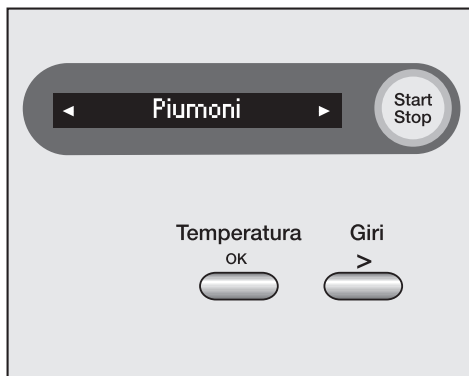 ◄ Piumoni ►
Start
Stop
Temperatura Giri
OK >